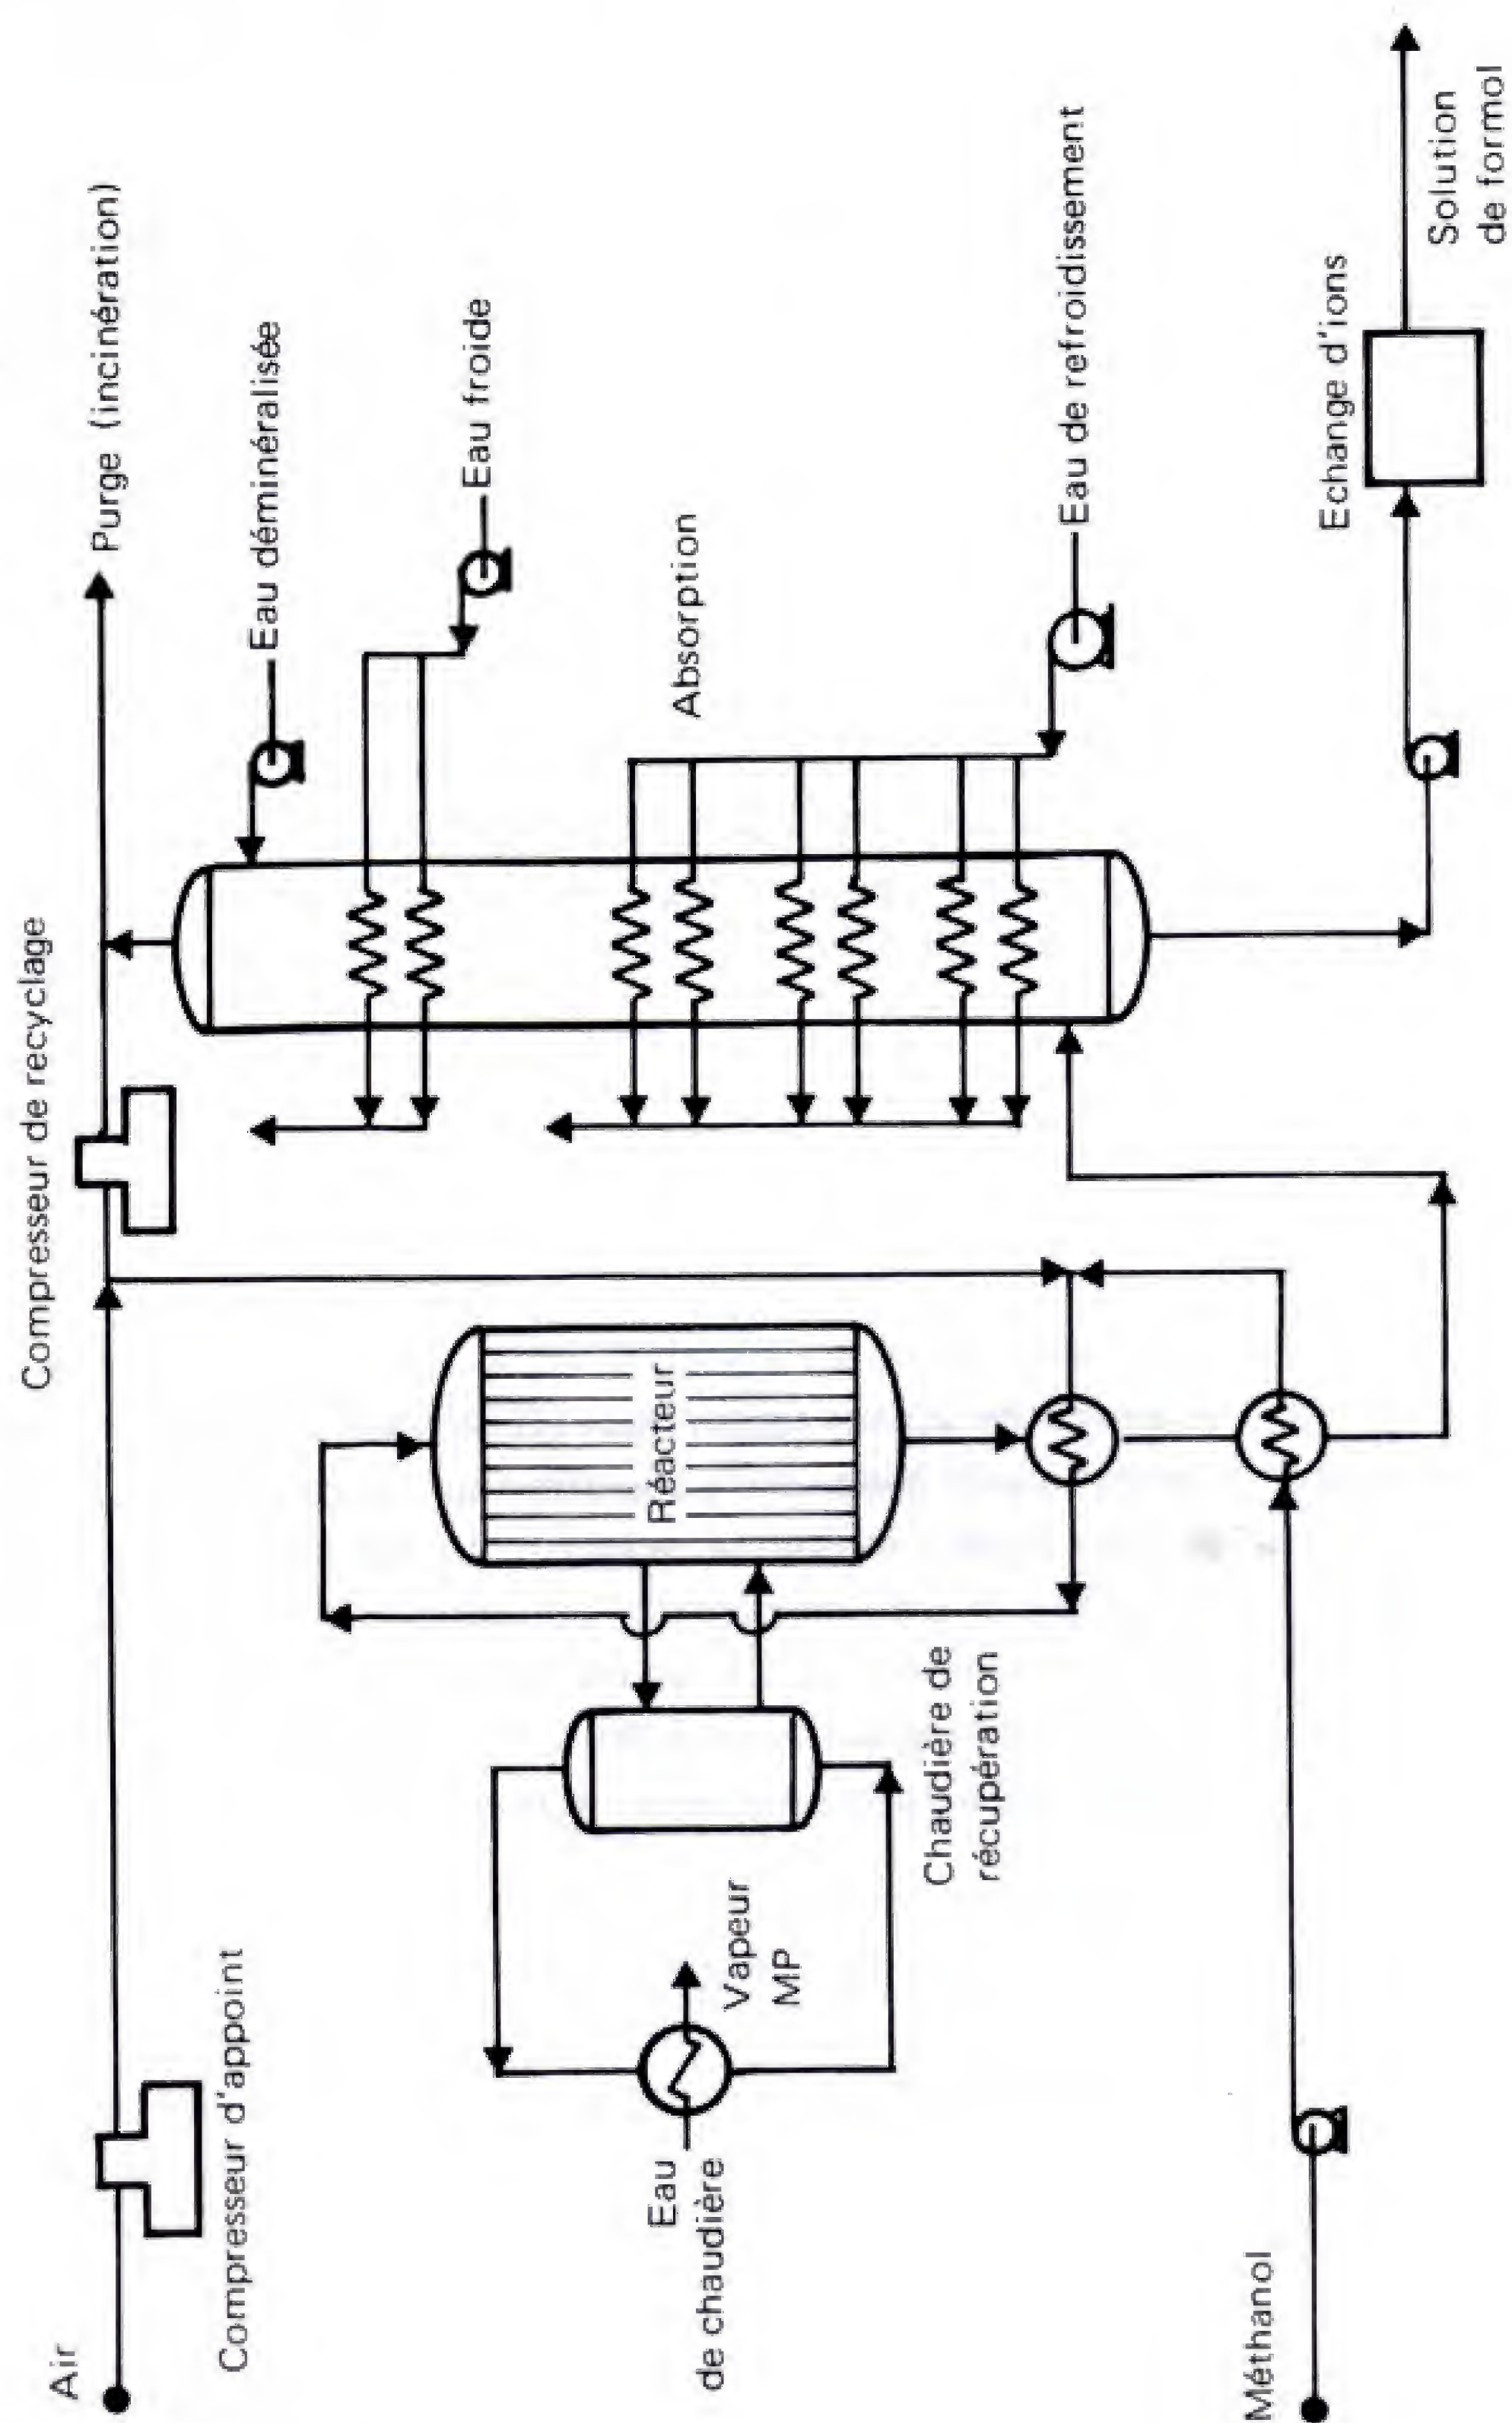 Air
Compresseur d'appoint
Compresseur de recyclage
Purge (incinération)
Eau déminéralisée
Eau froide
Absorption
Eau de refroidissement
Réacteur
Vapeur
MP
Eau
de chaudière
Chaudière de
récupération
Méthanol
Echange d'ions
Solution
de formol